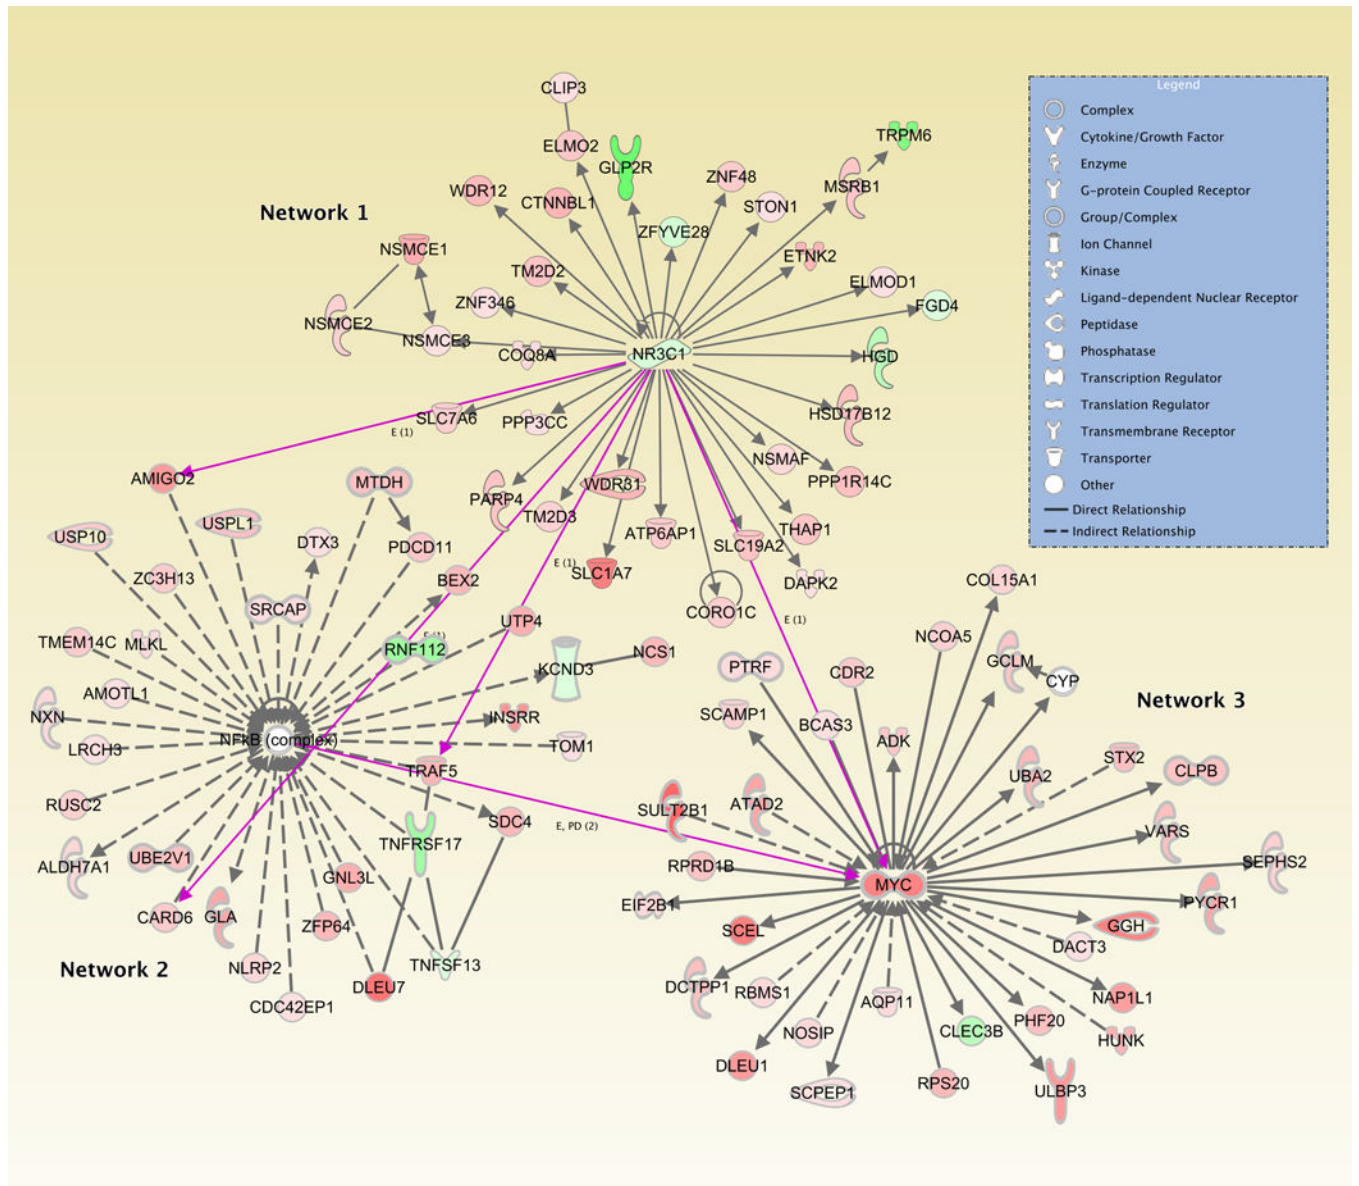 Legend
Complex
Cytokine/Growth Factor
Enzyme
G-protein Coupled Receptor
Group/Complex
Ion Channel
Kinase
Ligand-dependent Nuclear Receptor
Peptidase
Phosphatase
Transcription Regulator
Translation Regulator
Transmembrane Receptor
Transporter
Other
Direct Relationship
Indirect Relationship
Network 1
CLIP3
ELMO2
GLP2R
TRPM6
WDR12
CTNNBL1
ZNF48
MSRB1
STON1
ZFYVE28
NSMCE1
ETNK2
TM2D2
ELMOD1
ZNF346
FGD4
NSMCE2
NSMCE3
COQ8A
NR3C1
HGD
SLC7A6
PPP3CC
HSD17B12
E (1)
NSMAF
PPP1R14C
PARP4
WDR81
TM2D3
ATP6AP1
SLC19A2
THAP1
E (1)
SLC1A7
DAPK2
CORO1C
E (1)
AMIGO2
MTDH
USP10
USPL1
DTX3
PDCD11
ZC3H13
BEX2
SRCAP
UTP4
TMEM14C
MLKL
RNF112
KCND3
NCS1
AMOTL1
NXN
INSRR
NFkB (complex)
LRCH3
TOM1
TRAF5
RUSC2
SDC4
E, PD (2)
TNFRSF17
ALDH7A1
UBE2V1
GNL3L
CARD6
GLA
ZFP64
NLRP2
TNFSF13
Network 2
DLEU7
CDC42EP1
Network 3
COL15A1
NCOA5
GCLM
CYP
PTRF
CDR2
SCAMP1
BCAS3
ADK
STX2
UBA2
CLPB
SULT2B1
ATAD2
VARS
RPRD1B
SEPHS2
MYC
EIF2B1
PYCR1
SCEL
GGH
DACT3
DCTPP1
RBMS1
AQP11
NAP1L1
NOSIP
CLEC3B
PHF20
HUNK
DLEU1
SCPEP1
RPS20
ULBP3